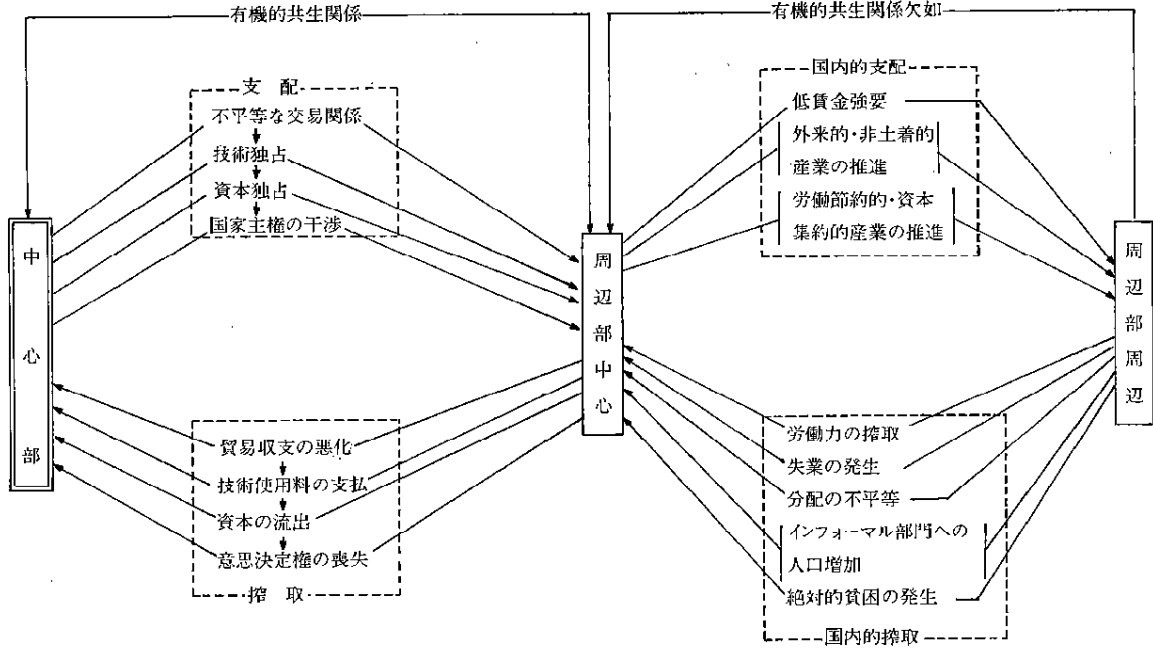 有機的共生関係
有機的共生関係欠如
支 配
不平等な交易関係
技術独占
資本独占
国家主権の干渉
国内的支配
低賃金強要
外来的・非土着的
産業の推進
労働節約的・資本
集約的産業の推進
中心部
周辺部中心
周辺部周辺
貿易収支の悪化
技術使用料の支払
資本の流出
意思決定権の喪失
搾 取
労働力の搾取
失業の発生
分配の不平等
インフォーマル部門への
人口増加
絶対的貧困の発生
国内的搾取